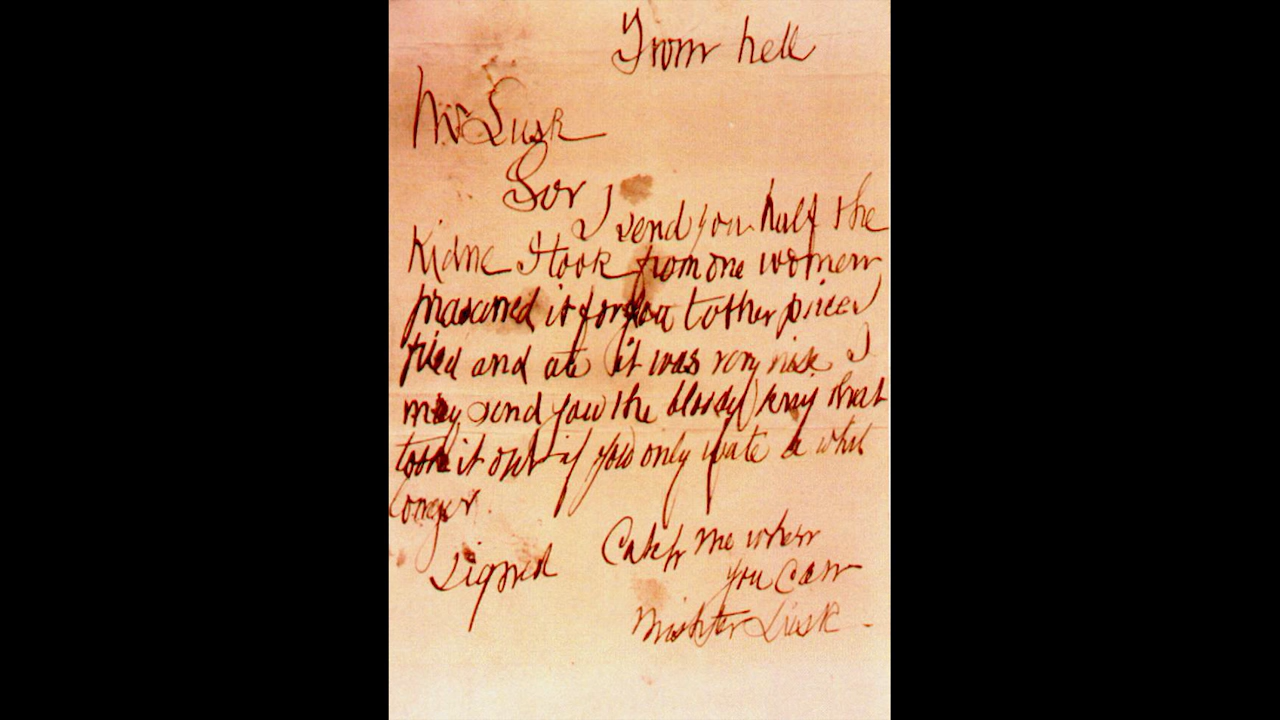 From hell
Mr Lusk
Sor
I send you half the
Kidne I took from one women
prasarved it for you tother piece I
fried and ate it was very nise I
may send you the bloody knif that
took it out if you only wate a whil
longer.
Signed Catch me when
you Can
Mishter Lusk -